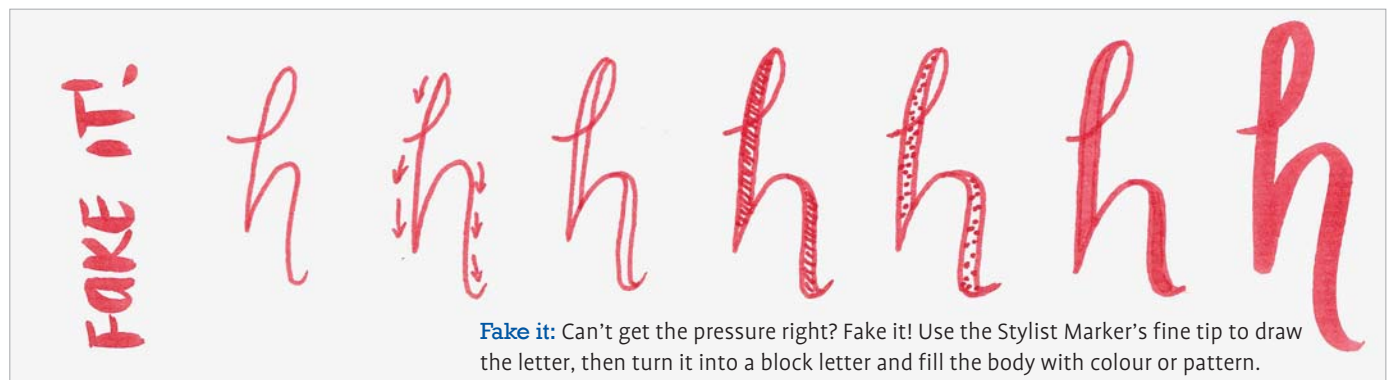 FaKE IT!
h h h h h h h
Fake it: Can’t get the pressure right? Fake it! Use the Stylist Marker’s fine tip to draw
the letter, then turn it into a block letter and fill the body with colour or pattern.